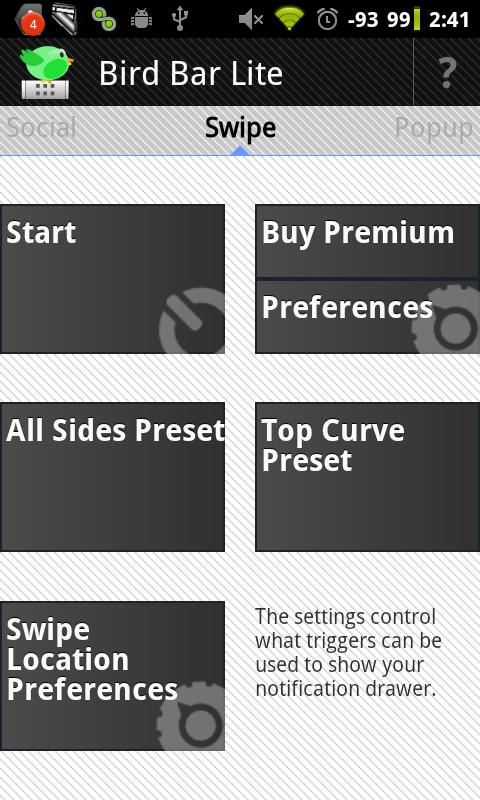 4 -93 99 2:41
Bird Bar Lite ?
Social Swipe Popup
Start
Buy Premium
Preferences
All Sides Preset
Top Curve
Preset
Swipe
Location
Preferences
The settings control
what triggers can be
used to show your
notification drawer.